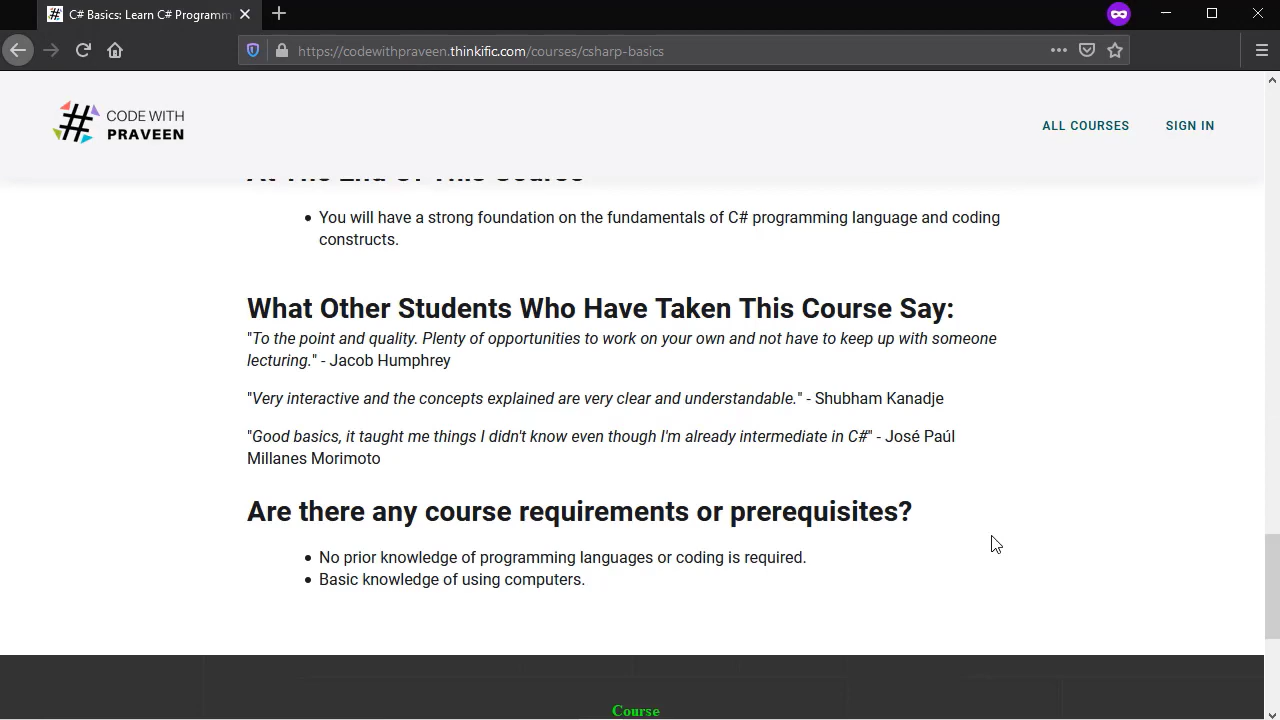 C# Basics: Learn C# Programm
https://codewithpraveen.thinkific.com/courses/csharp-basics
CODE WITH
PRAVEEN
ALL COURSES
SIGN IN
At The End Of This Course
• You will have a strong foundation on the fundamentals of C# programming language and coding
constructs.
What Other Students Who Have Taken This Course Say:
"To the point and quality. Plenty of opportunities to work on your own and not have to keep up with someone
lecturing." - Jacob Humphrey
"Very interactive and the concepts explained are very clear and understandable." - Shubham Kanadje
"Good basics, it taught me things I didn't know even though I'm already intermediate in C#" - José Paúl
Millanes Morimoto
Are there any course requirements or prerequisites?
• No prior knowledge of programming languages or coding is required.
• Basic knowledge of using computers.
Course